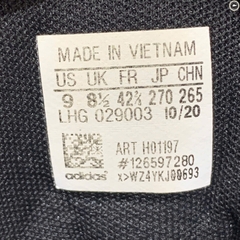 MADE IN VIETNAM
US UK FR JP CHN
9 8½ 42⅔ 270 265
LHG 029003 10/20
ART H01197
#126597280
adidas x>WZ4YKJ00693